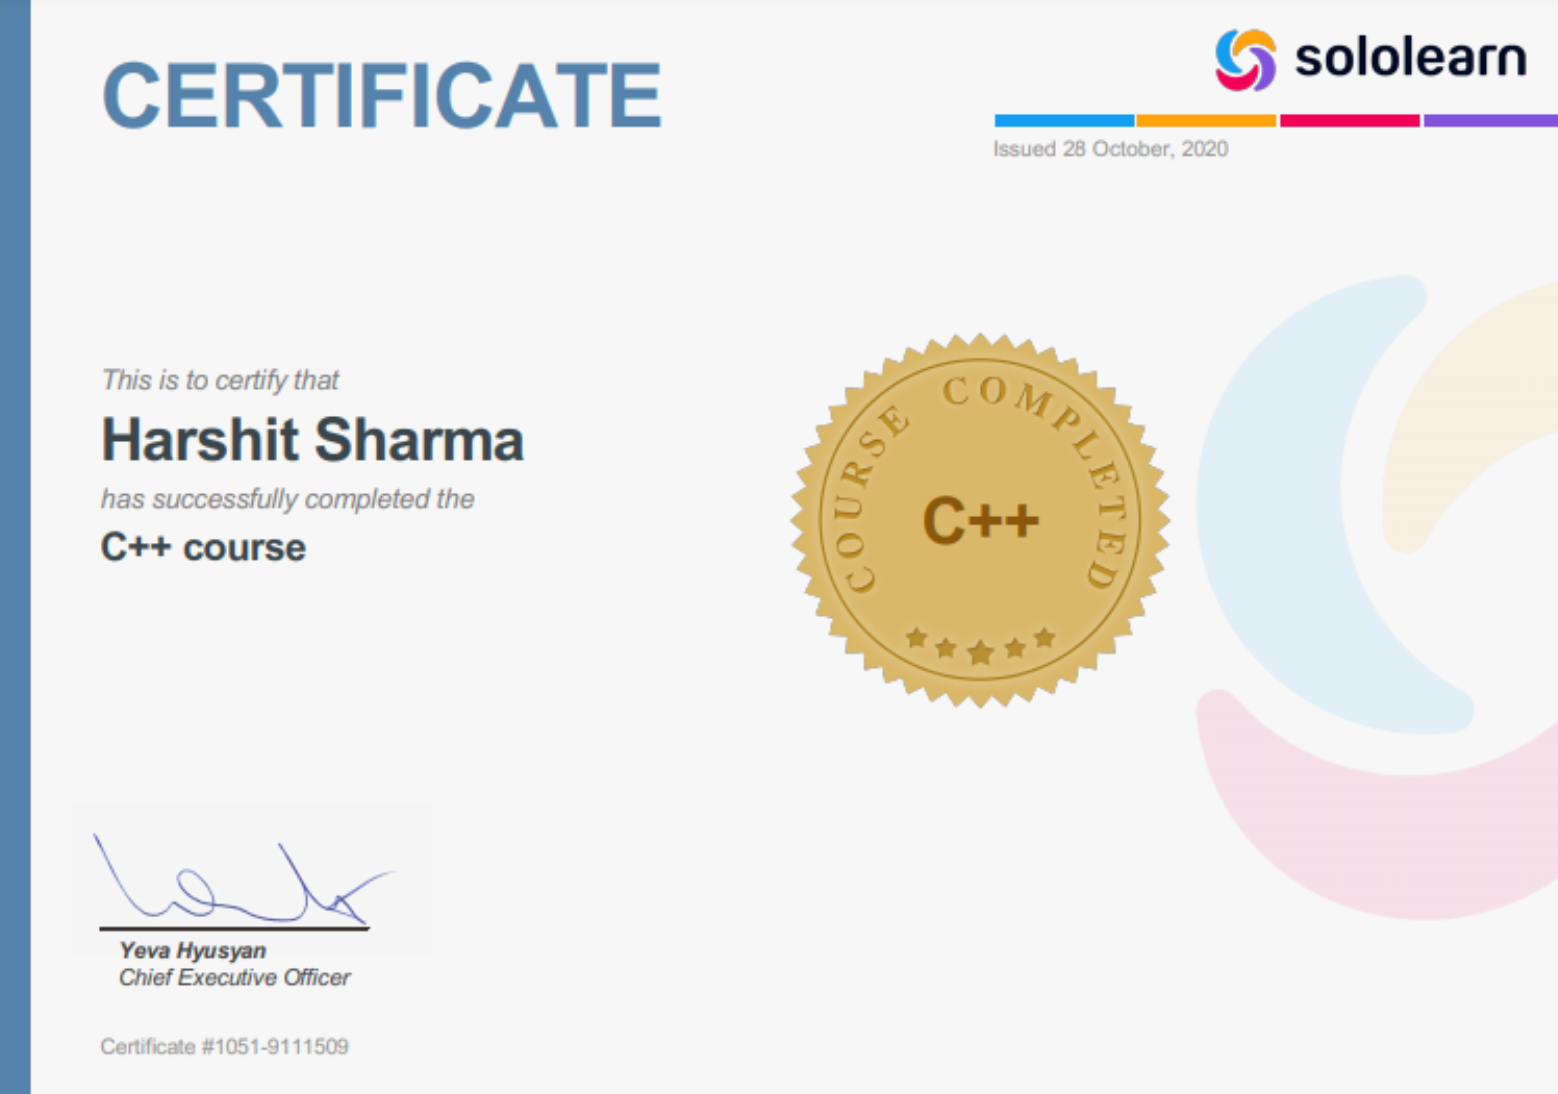 CERTIFICATE
sololearn
Issued 28 October, 2020
This is to certify that
Harshit Sharma
has successfully completed the
C++ course
COURSE COMPLETED
C++
Yeva Hyusyan
Chief Executive Officer
Certificate #1051-9111509